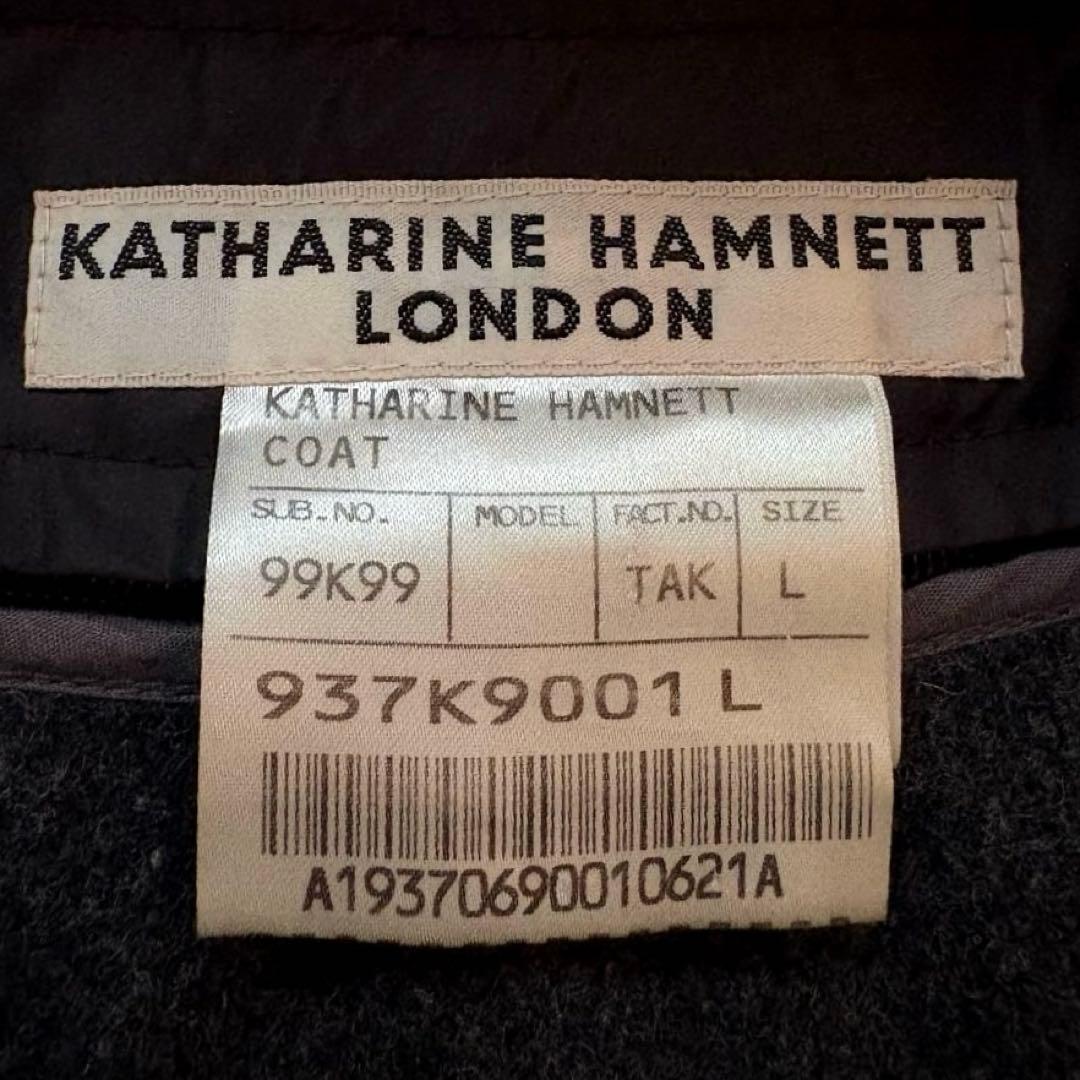 KATHARINE HAMNETT
LONDON
KATHARINE HAMNETT
COAT
SUB.NO. MODEL FACT.NO. SIZE
99K99 TAK L
937K9001 L
A19370690010621A